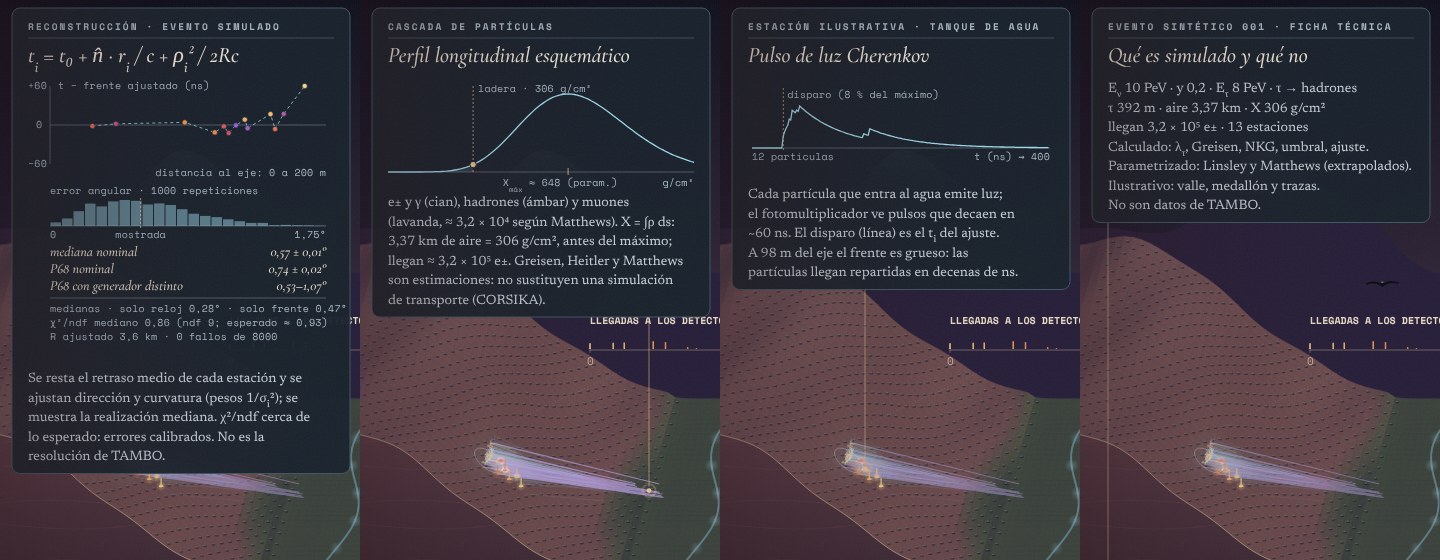 RECONSTRUCCIÓN · EVENTO SIMULADO
tᵢ = t₀ + n̂ · rᵢ / c + ρᵢ² / 2Rc
+60 t − frente ajustado (ns)
0
−60
distancia al eje: 0 a 200 m
error angular · 1000 repeticiones
0 mostrada 1,75°
mediana nominal 0,57 ± 0,01°
P68 nominal 0,74 ± 0,02°
P68 con generador distinto 0,53–1,07°
medianas · solo reloj 0,28° · solo frente 0,47°
χ²/ndf mediano 0,86 (ndf 9; esperado ≈ 0,93)
R ajustado 3,6 km · 0 fallos de 8000
Se resta el retraso medio de cada estación y se
ajustan dirección y curvatura (pesos 1/σᵢ²); se
muestra la realización mediana. χ²/ndf cerca de
lo esperado: errores calibrados. No es la
resolución de TAMBO.
CASCADA DE PARTÍCULAS
Perfil longitudinal esquemático
ladera · 306 g/cm²
Xmáx ≈ 648 (param.) g/cm²
e± y γ (cian), hadrones (ámbar) y muones
(lavanda, ≈ 3,2 × 10⁴ según Matthews). X = ∫ρ ds:
3,37 km de aire = 306 g/cm², antes del máximo;
llegan ≈ 3,2 × 10⁵ e±. Greisen, Heitler y Matthews
son estimaciones: no sustituyen una simulación
de transporte (CORSIKA).
LLEGADAS A LOS DETECT
0
ESTACIÓN ILUSTRATIVA · TANQUE DE AGUA
Pulso de luz Cherenkov
disparo (8 % del máximo)
12 partículas t (ns) → 400
Cada partícula que entra al agua emite luz;
el fotomultiplicador ve pulsos que decaen en
~60 ns. El disparo (línea) es el tᵢ del ajuste.
A 98 m del eje el frente es grueso: las
partículas llegan repartidas en decenas de ns.
LLEGADAS A LOS DETECT
0
EVENTO SINTÉTICO 001 · FICHA TÉCNICA
Qué es simulado y qué no
Eᵥ 10 PeV · y 0,2 · Eτ 8 PeV · τ → hadrones
τ 392 m · aire 3,37 km · X 306 g/cm²
llegan 3,2 × 10⁵ e± · 13 estaciones
Calculado: λτ, Greisen, NKG, umbral, ajuste.
Parametrizado: Linsley y Matthews (extrapolados).
Ilustrativo: valle, medallón y trazas.
No son datos de TAMBO.
LLEGADAS A LOS DETECTO
0